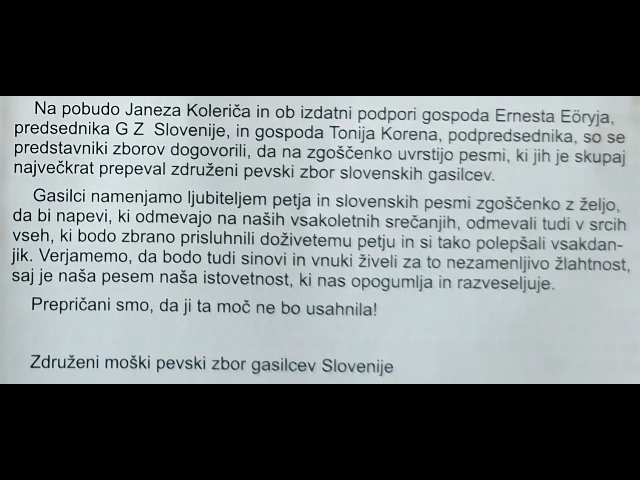 Na pobudo Janeza Koleriča in ob izdatni podpori gospoda Ernesta Eöryja,
predsednika G Z Slovenije, in gospoda Tonija Korena, podpredsednika, so se
predstavniki zborov dogovorili, da na zgoščenko uvrstijo pesmi, ki jih je skupaj
največkrat prepeval združeni pevski zbor slovenskih gasilcev.
Gasilci namenjamo ljubiteljem petja in slovenskih pesmi zgoščenko z željo,
da bi napevi, ki odmevajo na naših vsakoletnih srečanjih, odmevali tudi v srcih
vseh, ki bodo zbrano prisluhnili doživetemu petju in si tako polepšali vsakdan-
jik. Verjamemo, da bodo tudi sinovi in vnuki živeli za to nezamenljivo žlahtnost,
saj je naša pesem naša istovetnost, ki nas opogumlja in razveseljuje.
Prepričani smo, da ji ta moč ne bo usahnila!
Združeni moški pevski zbor gasilcev Slovenije